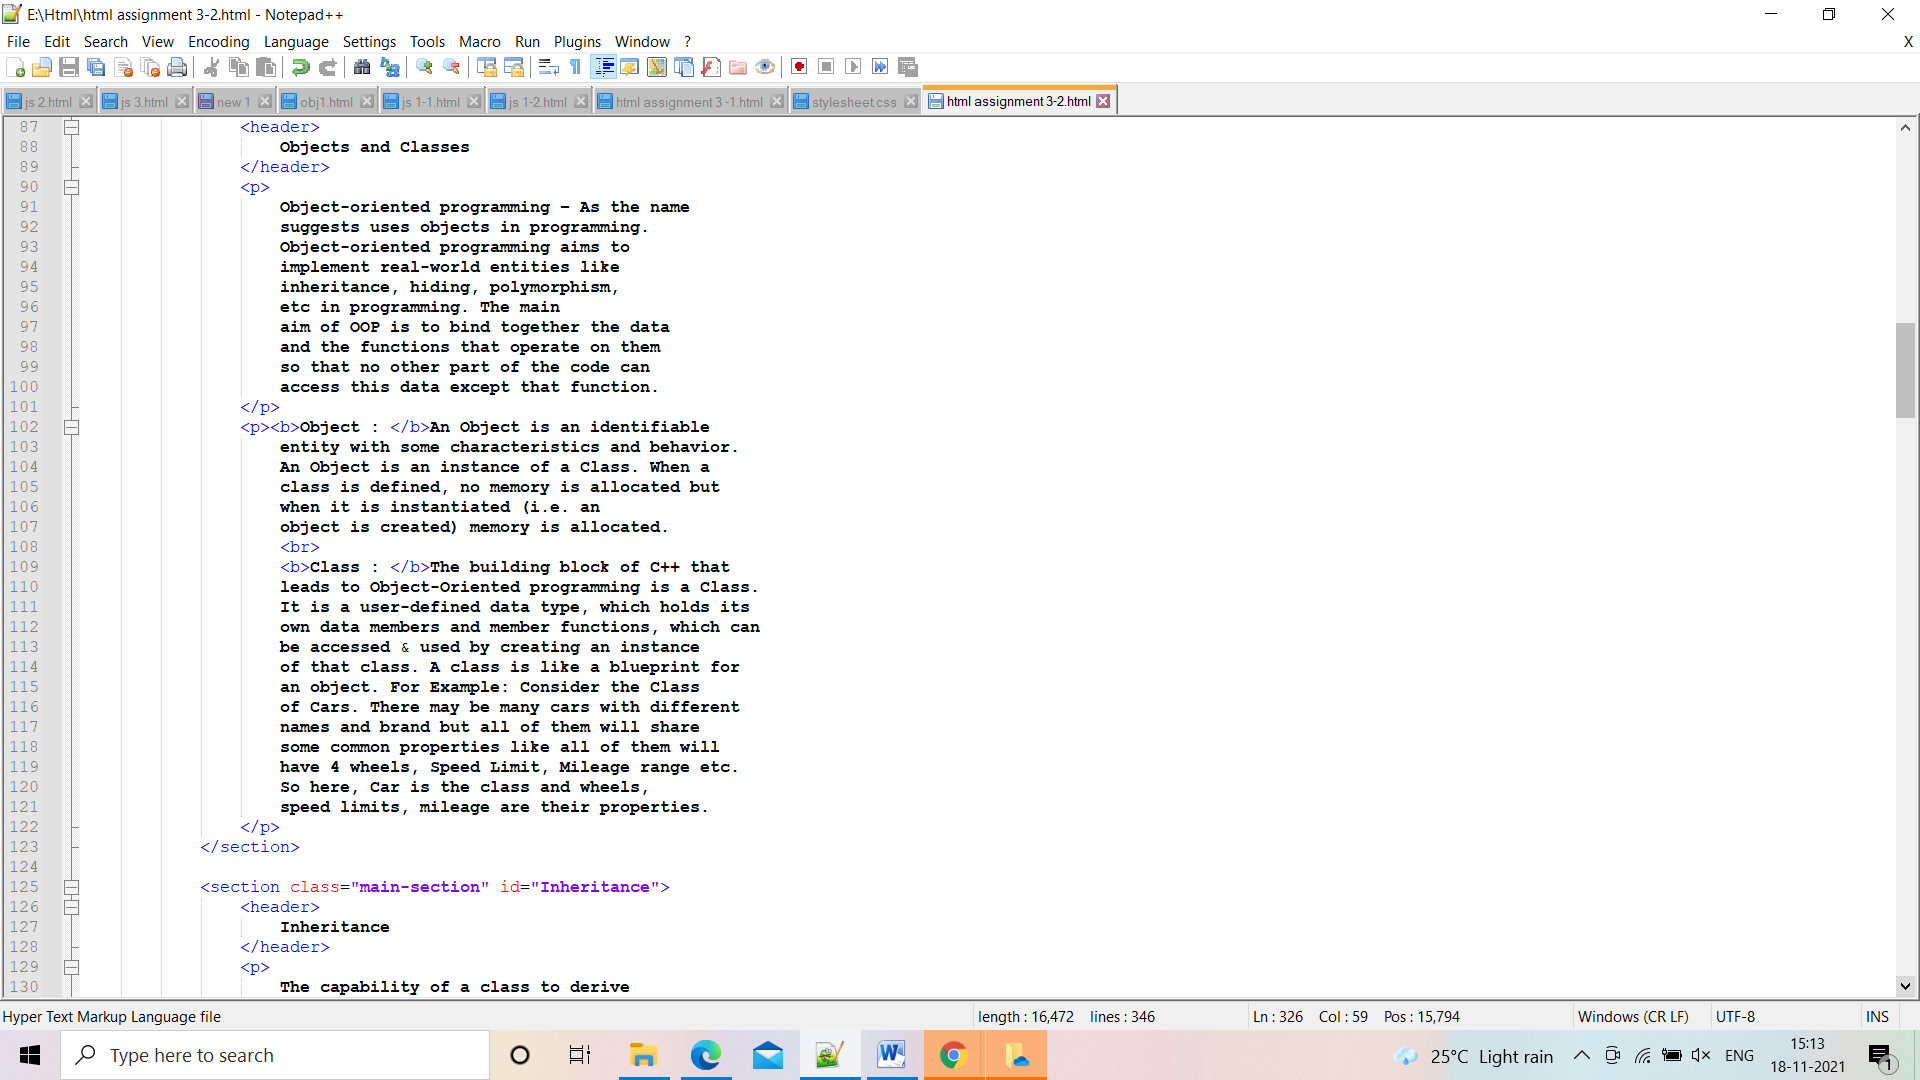 E:\Html\html assignment 3-2.html - Notepad++
File Edit Search View Encoding Language Settings Tools Macro Run Plugins Window ? X
js 2.html js 3.html new 1 obj1.html js 1-1.html js 1-2.html html assignment 3 -1.html stylesheet.css html assignment 3-2.html
87 <header>
88 Objects and Classes
89 </header>
90 <p>
91 Object-oriented programming – As the name
92 suggests uses objects in programming.
93 Object-oriented programming aims to
94 implement real-world entities like
95 inheritance, hiding, polymorphism,
96 etc in programming. The main
97 aim of OOP is to bind together the data
98 and the functions that operate on them
99 so that no other part of the code can
100 access this data except that function.
101 </p>
102 <p><b>Object : </b>An Object is an identifiable
103 entity with some characteristics and behavior.
104 An Object is an instance of a Class. When a
105 class is defined, no memory is allocated but
106 when it is instantiated (i.e. an
107 object is created) memory is allocated.
108 <br>
109 <b>Class : </b>The building block of C++ that
110 leads to Object-Oriented programming is a Class.
111 It is a user-defined data type, which holds its
112 own data members and member functions, which can
113 be accessed & used by creating an instance
114 of that class. A class is like a blueprint for
115 an object. For Example: Consider the Class
116 of Cars. There may be many cars with different
117 names and brand but all of them will share
118 some common properties like all of them will
119 have 4 wheels, Speed Limit, Mileage range etc.
120 So here, Car is the class and wheels,
121 speed limits, mileage are their properties.
122 </p>
123 </section>
124
125 <section class="main-section" id="Inheritance">
126 <header>
127 Inheritance
128 </header>
129 <p>
130 The capability of a class to derive
Hyper Text Markup Language file length : 16,472 lines : 346 Ln : 326 Col : 59 Pos : 15,794 Windows (CR LF) UTF-8 INS
Type here to search 25°C Light rain ENG 15:13
18-11-2021 1